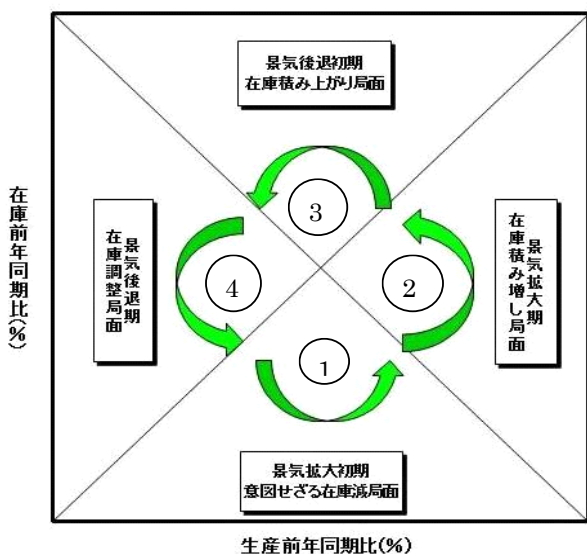 景気後退初期
在庫積み上がり局面
在庫前年同期比(%)
景気後退期
在庫調整局面
③
④
②
①
景気拡大期
在庫積み増し局面
景気拡大初期
意図せざる在庫減局面
生産前年同期比(%)